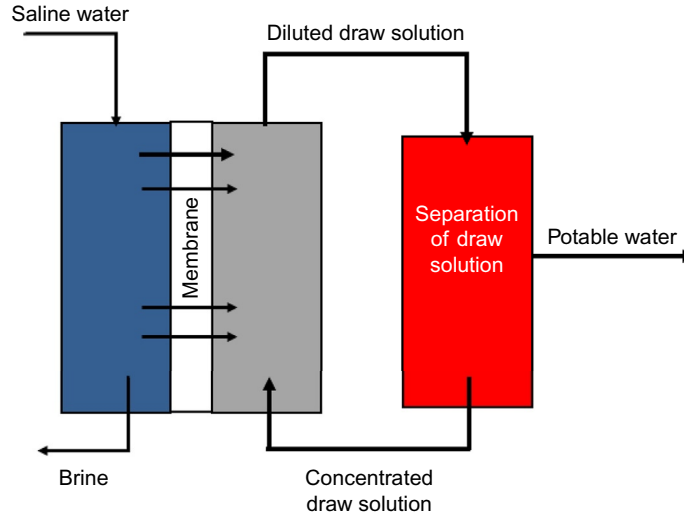 Saline water
Diluted draw solution
Membrane
Separation
of draw
solution
Potable water
Brine
Concentrated
draw solution